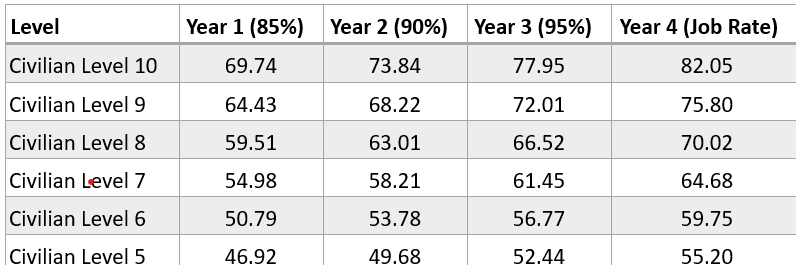 Level Year 1 (85%) Year 2 (90%) Year 3 (95%) Year 4 (Job Rate)
Civilian Level 10 69.74 73.84 77.95 82.05
Civilian Level 9 64.43 68.22 72.01 75.80
Civilian Level 8 59.51 63.01 66.52 70.02
Civilian Level 7 54.98 58.21 61.45 64.68
Civilian Level 6 50.79 53.78 56.77 59.75
Civilian Level 5 46.92 49.68 52.44 55.20